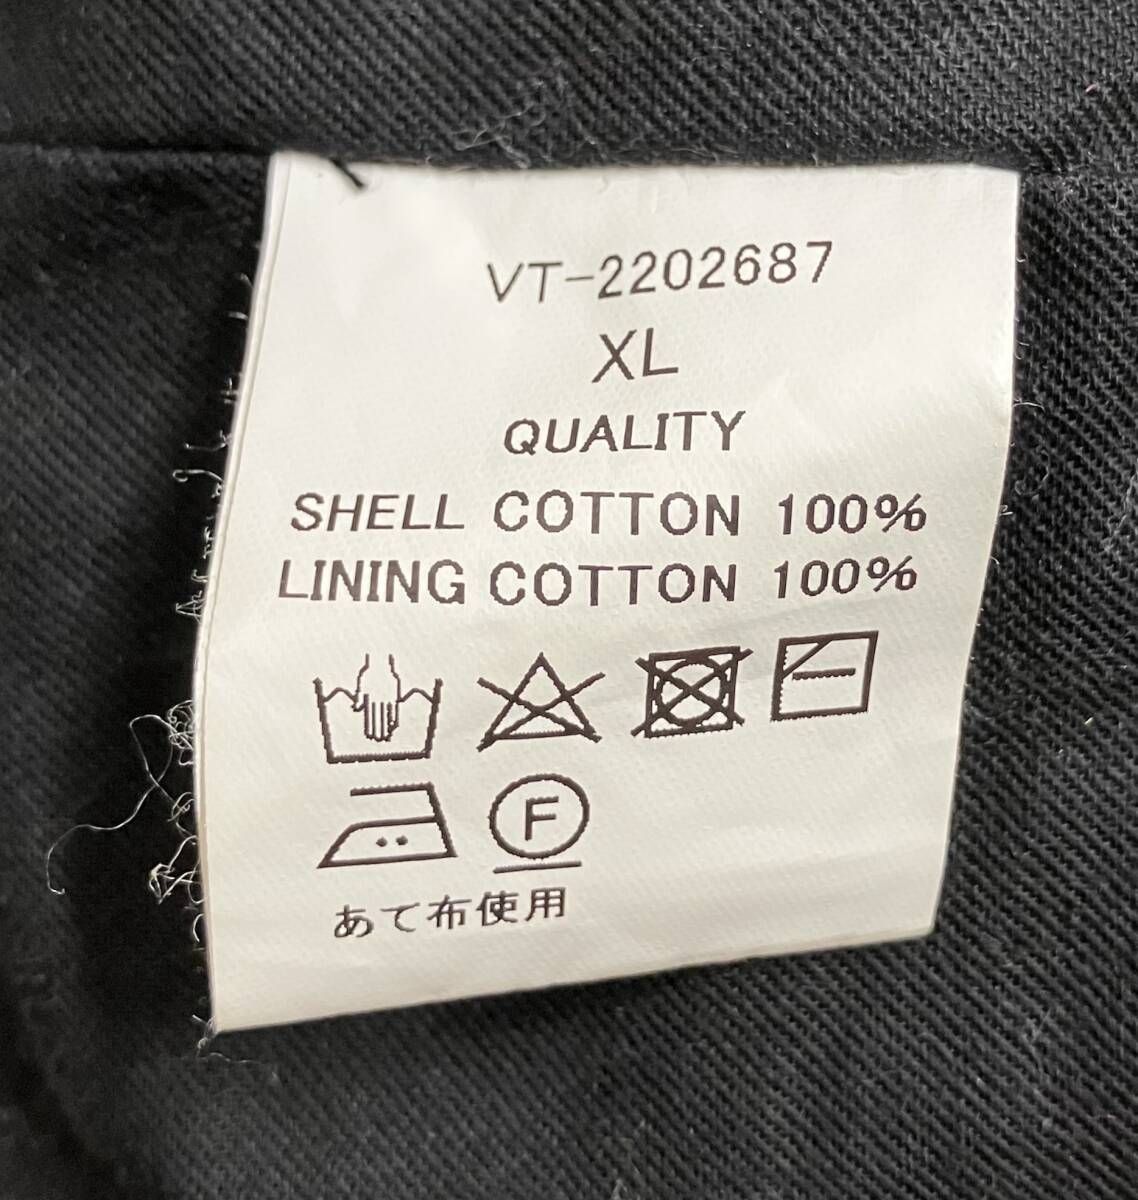 VT-2202687
XL
QUALITY
SHELL COTTON 100%
LINING COTTON 100%
F
あて布使用